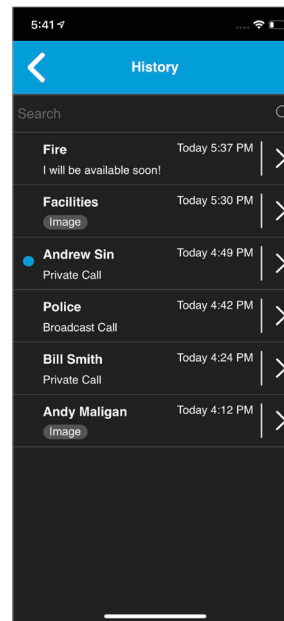 5:41
History
Search
Fire
Today 5:37 PM
I will be available soon!
Facilities
Today 5:30 PM
Image
Andrew Sin
Today 4:49 PM
Private Call
Police
Today 4:42 PM
Broadcast Call
Bill Smith
Today 4:24 PM
Private Call
Andy Maligan
Today 4:12 PM
Image